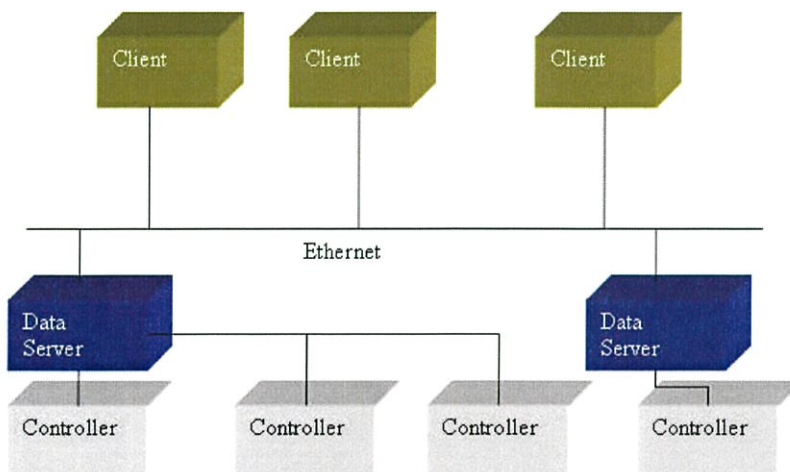 Client
Client
Client
Ethernet
Data
Server
Data
Server
Controller
Controller
Controller
Controller